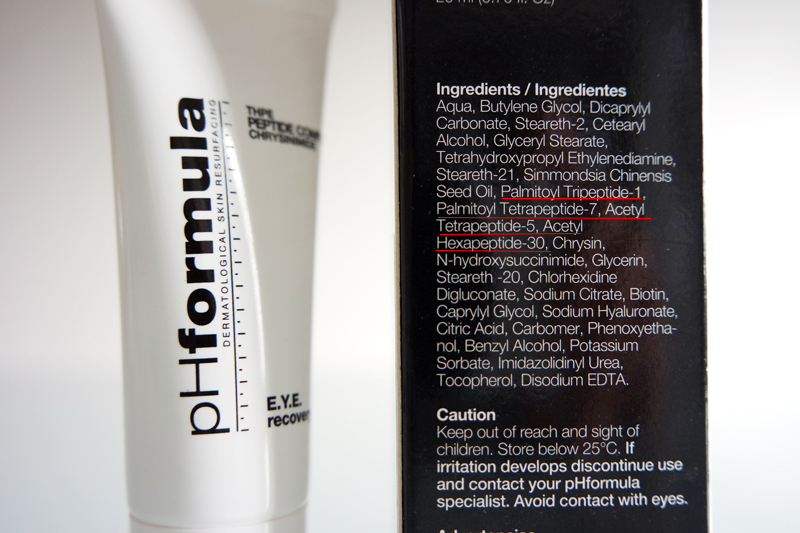 pHformula
DERMATOLOGICAL SKIN RESURFACING
PEPTIDE
E.Y.E.
Ingredients / Ingredientes
Aqua, Butylene Glycol, Dicaprylyl
Carbonate, Steareth-2, Cetearyl
Alcohol, Glyceryl Stearate,
Tetrahydroxypropyl Ethylenediamine,
Steareth-21, Simmondsia Chinensis
Seed Oil, Palmitoyl Tripeptide-1,
Palmitoyl Tetrapeptide-7, Acetyl
Tetrapeptide-5, Acetyl
Hexapeptide-30, Chrysin,
N-hydroxysuccinimide, Glycerin,
Steareth -20, Chlorhexidine
Digluconate, Sodium Citrate, Biotin,
Caprylyl Glycol, Sodium Hyaluronate,
Citric Acid, Carbomer, Phenoxyetha-
nol, Benzyl Alcohol, Potassium
Sorbate, Imidazolidinyl Urea,
Tocopherol, Disodium EDTA.
Caution
Keep out of reach and sight of
children. Store below 25°C. If
irritation develops discontinue use
and contact your pHformula
specialist. Avoid contact with eyes.